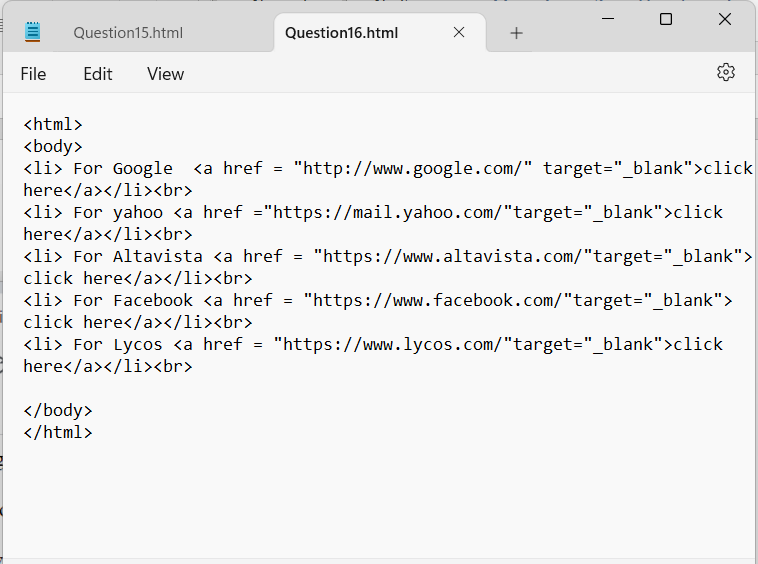 Question15.html
Question16.html
File Edit View
<html>
<body>
<li> For Google  <a href = "http://www.google.com/" target="_blank">click
here</a></li><br>
<li> For yahoo <a href ="https://mail.yahoo.com/"target="_blank">click
here</a></li><br>
<li> For Altavista <a href = "https://www.altavista.com/"target="_blank">
click here</a></li><br>
<li> For Facebook <a href = "https://www.facebook.com/"target="_blank">
click here</a></li><br>
<li> For Lycos <a href = "https://www.lycos.com/"target="_blank">click
here</a></li><br>
</body>
</html>